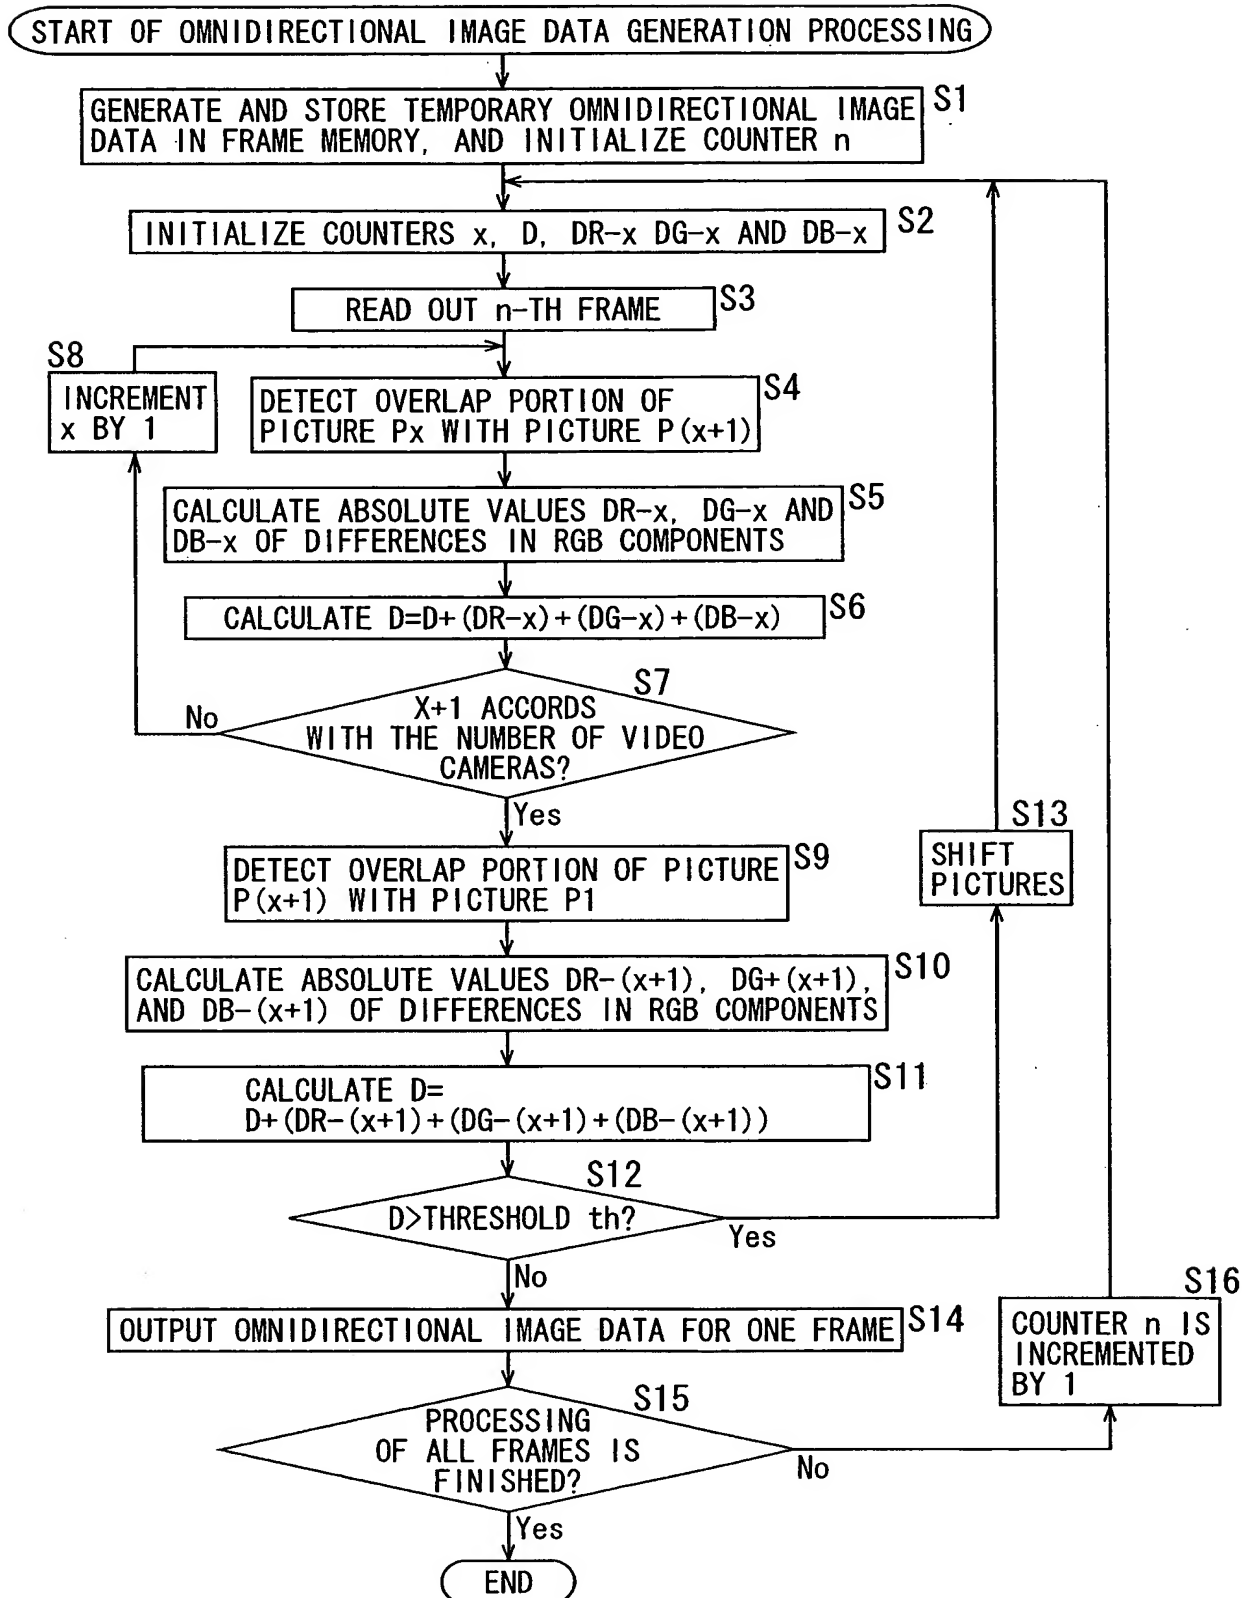 START OF OMNIDIRECTIONAL IMAGE DATA GENERATION PROCESSING
GENERATE AND STORE TEMPORARY OMNIDIRECTIONAL IMAGE
DATA IN FRAME MEMORY, AND INITIALIZE COUNTER n
S1
INITIALIZE COUNTERS x, D, DR-x DG-x AND DB-x
S2
READ OUT n-TH FRAME
S3
S8
INCREMENT
x BY 1
DETECT OVERLAP PORTION OF
PICTURE Px WITH PICTURE P(x+1)
S4
CALCULATE ABSOLUTE VALUES DR-x, DG-x AND
DB-x OF DIFFERENCES IN RGB COMPONENTS
S5
CALCULATE D=D+(DR-x)+(DG-x)+(DB-x)
S6
S7
X+1 ACCORDS
WITH THE NUMBER OF VIDEO
CAMERAS?
No
Yes
DETECT OVERLAP PORTION OF PICTURE
P(x+1) WITH PICTURE P1
S9
S13
SHIFT
PICTURES
CALCULATE ABSOLUTE VALUES DR-(x+1), DG+(x+1),
AND DB-(x+1) OF DIFFERENCES IN RGB COMPONENTS
S10
CALCULATE D=
D+(DR-(x+1)+(DG-(x+1)+(DB-(x+1))
S11
S12
D>THRESHOLD th?
Yes
No
OUTPUT OMNIDIRECTIONAL IMAGE DATA FOR ONE FRAME
S14
S16
COUNTER n IS
INCREMENTED
BY 1
S15
PROCESSING
OF ALL FRAMES IS
FINISHED?
No
Yes
END